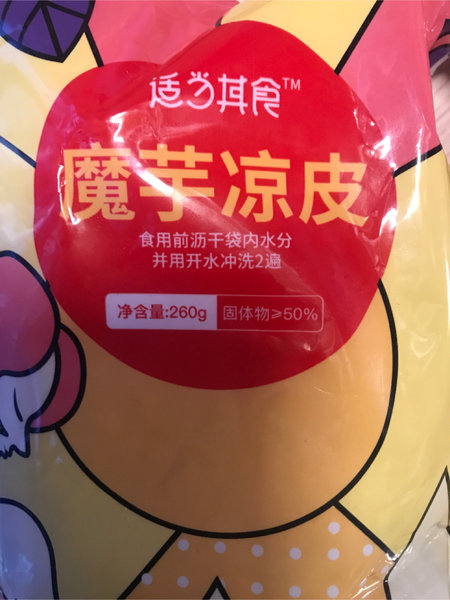 适当其食™
魔芋凉皮
食用前沥干袋内水分
并用开水冲洗2遍
净含量:260g 固体物≥50%